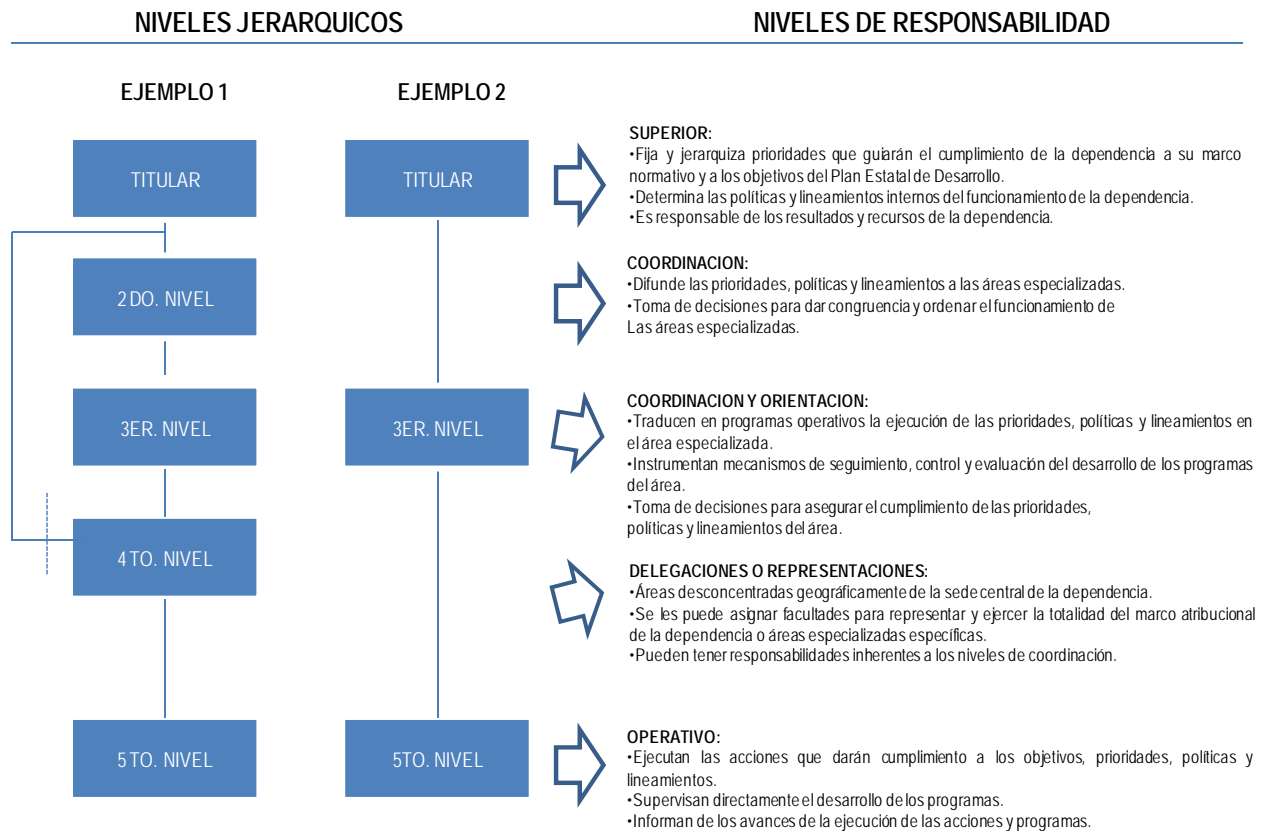 NIVELES JERARQUICOS
NIVELES DE RESPONSABILIDAD
EJEMPLO 1
EJEMPLO 2
TITULAR
TITULAR
SUPERIOR:
•Fija y jerarquiza prioridades que guiarán el cumplimiento de la dependencia a su marco
normativo y a los objetivos del Plan Estatal de Desarrollo.
•Determina las políticas y lineamientos internos del funcionamiento de la dependencia.
•Es responsable de los resultados y recursos de la dependencia.
2 DO. NIVEL
COORDINACION:
•Difunde las prioridades, políticas y lineamientos a las áreas especializadas.
•Toma de decisiones para dar congruencia y ordenar el funcionamiento de
Las áreas especializadas.
3ER. NIVEL
3ER. NIVEL
COORDINACION Y ORIENTACION:
•Traducen en programas operativos la ejecución de las prioridades, políticas y lineamientos en
el área especializada.
•Instrumentan mecanismos de seguimiento, control y evaluación del desarrollo de los programas
del área.
•Toma de decisiones para asegurar el cumplimiento de las prioridades,
políticas y lineamientos del área.
4 TO. NIVEL
DELEGACIONES O REPRESENTACIONES:
•Áreas desconcentradas geográficamente de la sede central de la dependencia.
•Se les puede asignar facultades para representar y ejercer la totalidad del marco atribucional
de la dependencia o áreas especializadas específicas.
•Pueden tener responsabilidades inherentes a los niveles de coordinación.
5 TO. NIVEL
5TO. NIVEL
OPERATIVO:
•Ejecutan las acciones que darán cumplimiento a los objetivos, prioridades, políticas y
lineamientos.
•Supervisan directamente el desarrollo de los programas.
•Informan de los avances de la ejecución de las acciones y programas.